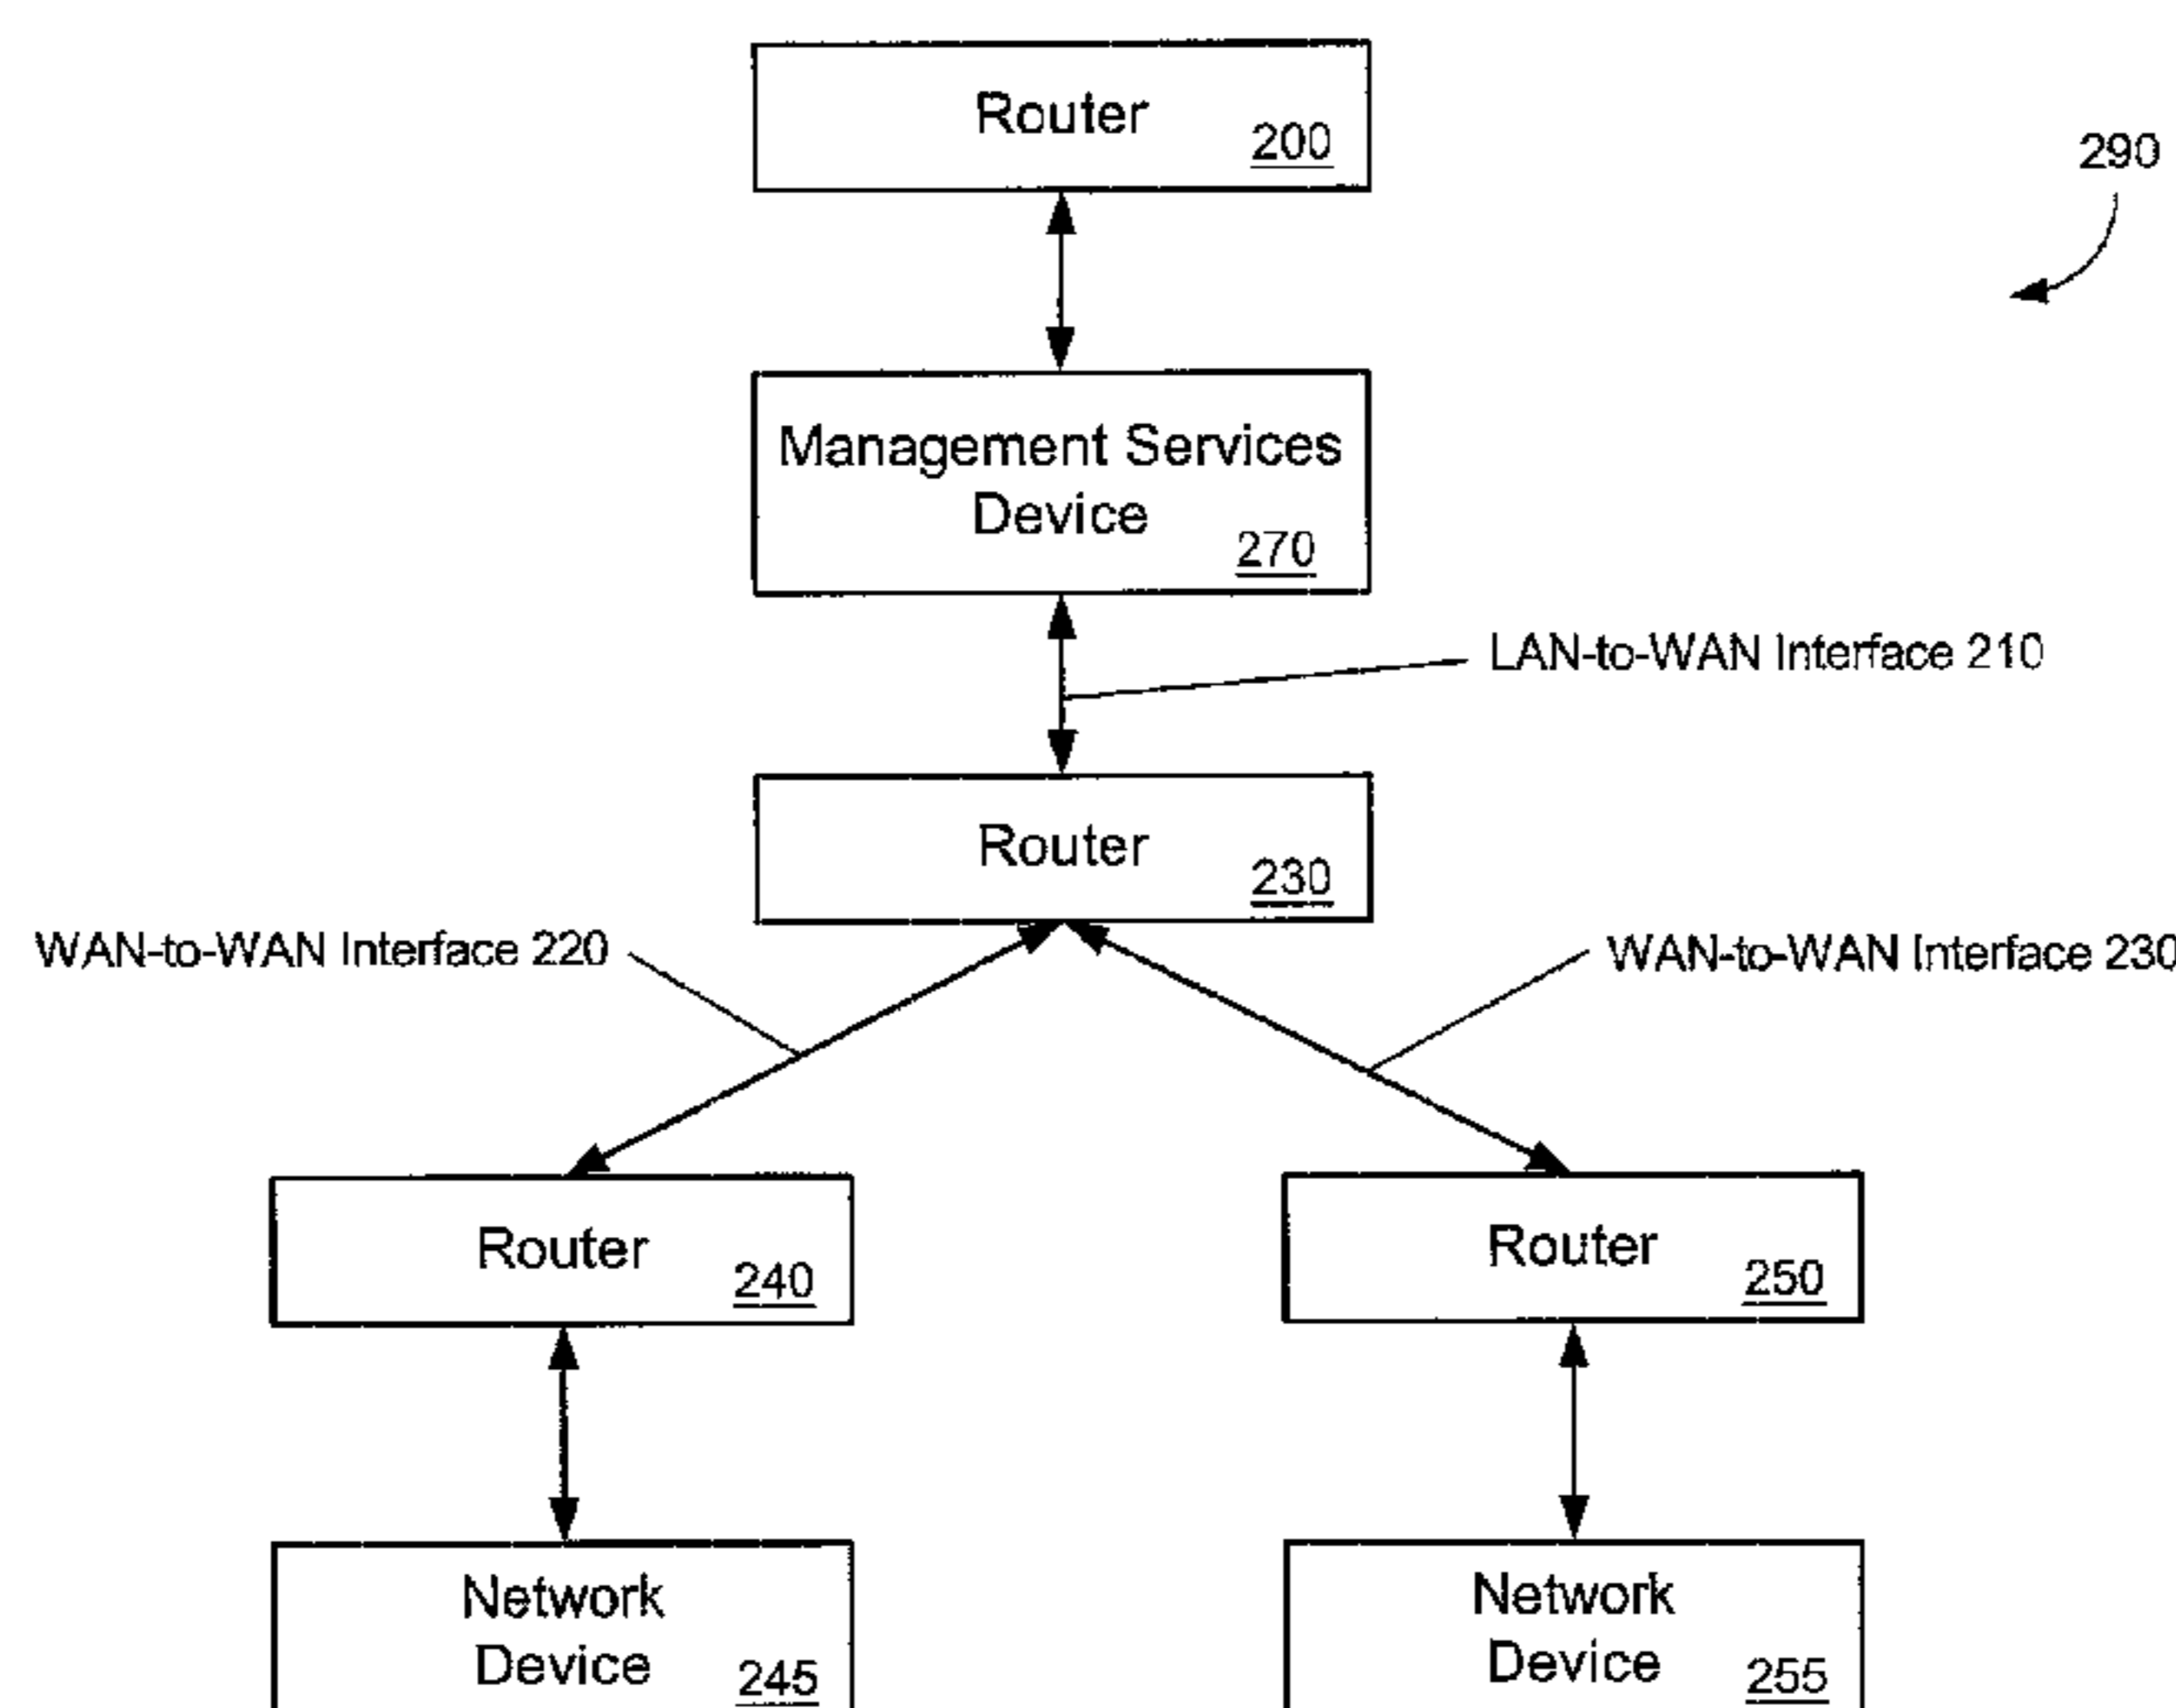 Router
200
290
Management Services
Device
270
LAN-to-WAN Interface 210
Router
230
WAN-to-WAN Interface 220
WAN-to-WAN Interface 230
Router
240
Router
250
Network
Device
245
Network
Device
255